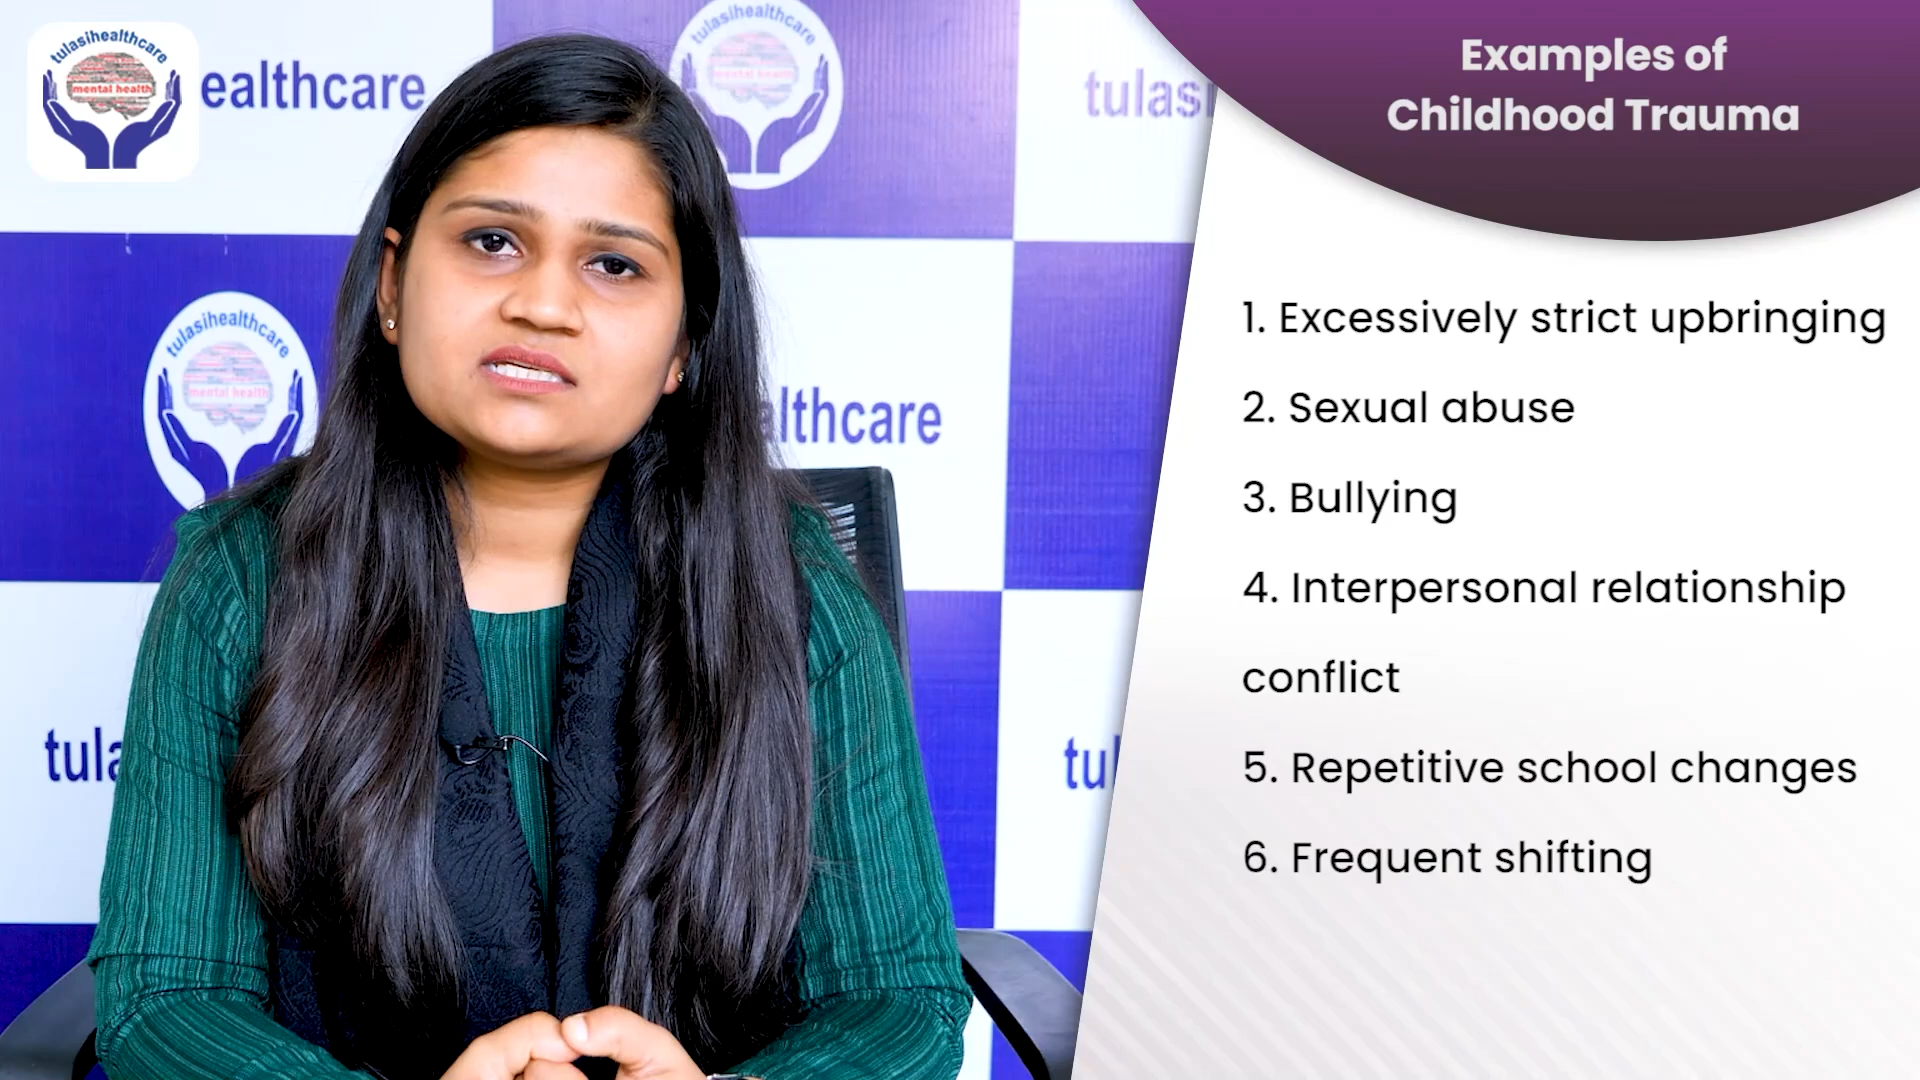 tulasihealthcare
mental health
ealthcare
tulasihealthcare
mental health
tulasi
Examples of
Childhood Trauma
1. Excessively strict upbringing
tulasihealthcare
mental health
althcare
2. Sexual abuse
3. Bullying
4. Interpersonal relationship
conflict
tula
tul
5. Repetitive school changes
6. Frequent shifting